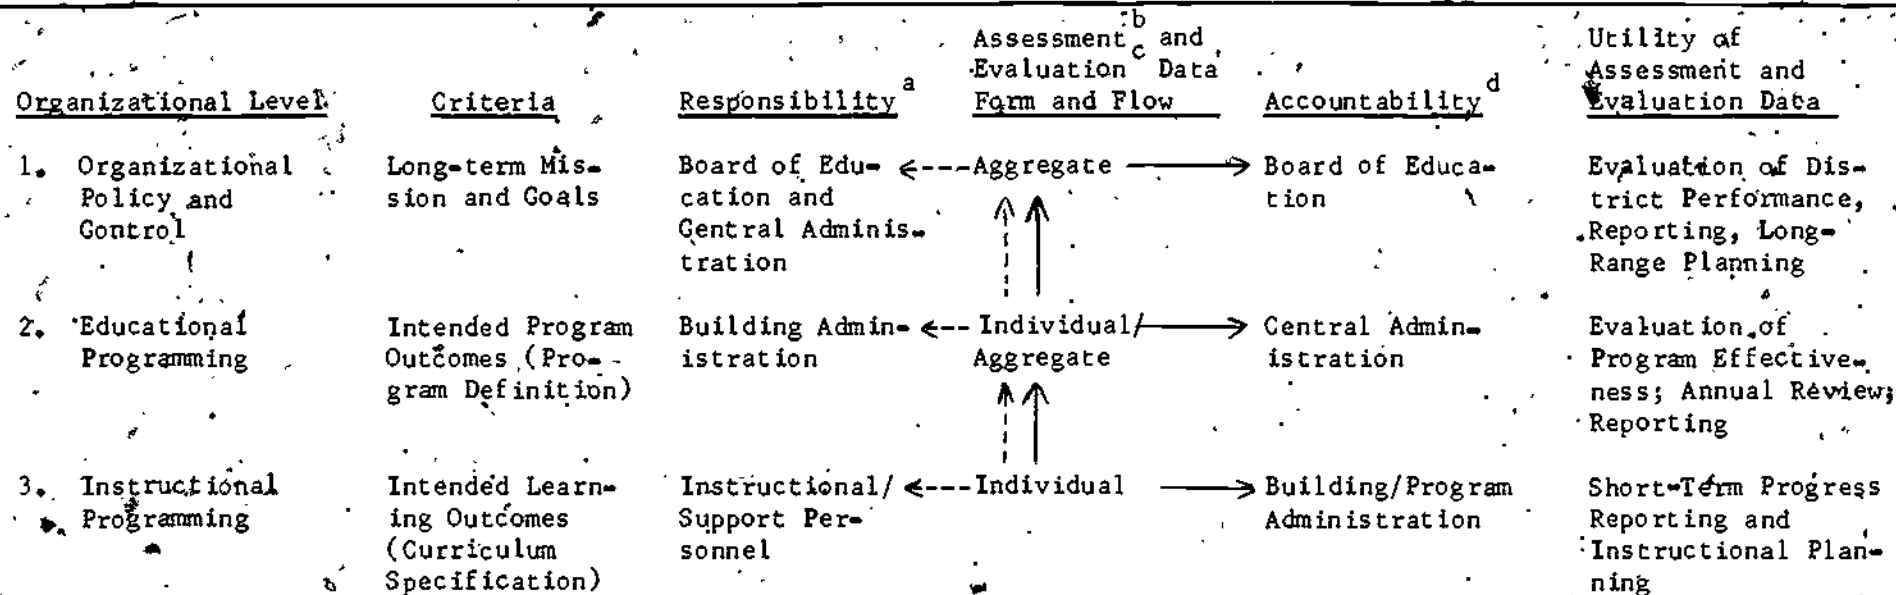 Organizational Level
Criteria
Responsibility a
Assessment b and
Evaluation c Data
Form and Flow
Accountability d
Utility of
Assessment and
Evaluation Data
1. Organizational
Policy and
Control
Long-term Mis-
sion and Goals
Board of Edu-
cation and
Central Adminis-
tration
Aggregate
Board of Educa-
tion
Evaluation of Dis-
trict Performance,
Reporting, Long-
Range Planning
2. Educational
Programming
Intended Program
Outcomes (Pro-
gram Definition)
Building Admin-
istration
Individual/
Aggregate
Central Admin-
istration
Evaluation of
Program Effective-
ness; Annual Review;
Reporting
3. Instructional
Programming
Intended Learn-
ing Outcomes
(Curriculum
Specification)
Instructional/
Support Per-
sonnel
Individual
Building/Program
Administration
Short-Term Progress
Reporting and
Instructional Plan-
ning